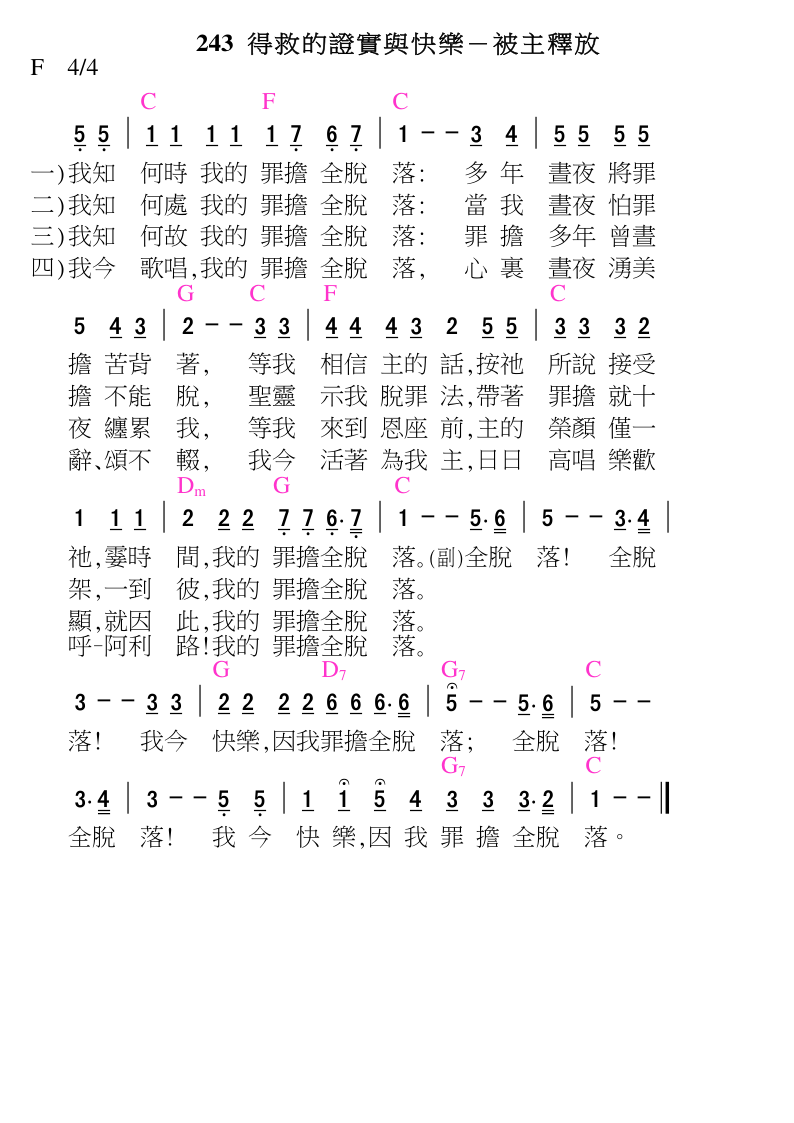 243 得救的證實與快樂－被主釋放
F 4/4
C F C
5 5 | 1 1 1 1 1 7 6 7 | 1 - - 3 4 | 5 5 5 5
一)我知 何時 我的 罪擔 全脫 落: 多 年 晝夜 將罪
二)我知 何處 我的 罪擔 全脫 落: 當 我 晝夜 怕罪
三)我知 何故 我的 罪擔 全脫 落: 罪 擔 多年 曾晝
四)我今 歌唱,我的 罪擔 全脫 落, 心 裏 晝夜 湧美
G C F C
5 4 3 | 2 - - 3 3 | 4 4 4 3 2 5 5 | 3 3 3 2
擔 苦背 著, 等我 相信 主的 話,按祂 所說 接受
擔 不能 脫, 聖靈 示我 脫罪 法,帶著 罪擔 就十
夜 纏累 我, 等我 來到 恩座 前,主的 榮顏 僅一
辭、頌不 輟, 我今 活著 為我 主,日日 高唱 樂歡
Dm G C
1 1 1 | 2 2 2 7· 7 6· 7 | 1 - - 5· 6 | 5 - - 3· 4 |
祂,霎時 間,我的 罪擔全脫 落。(副)全脫 落! 全脫
架,一到 彼,我的 罪擔全脫 落。
顯,就因 此,我的 罪擔全脫 落。
呼-阿利 路!我的 罪擔全脫 落。
G D7 G7 C
3 - - 3 3 | 2 2 2 2 6 6 6· 6 | 5 - - 5· 6 | 5 - -
落! 我今 快樂,因我罪擔全脫 落; 全脫 落!
G7 C
3· 4 | 3 - - 5 5 | 1 1 5 4 3 3 3· 2 | 1 - - ‖
全脫 落! 我 今 快 樂,因 我 罪 擔 全脫 落。